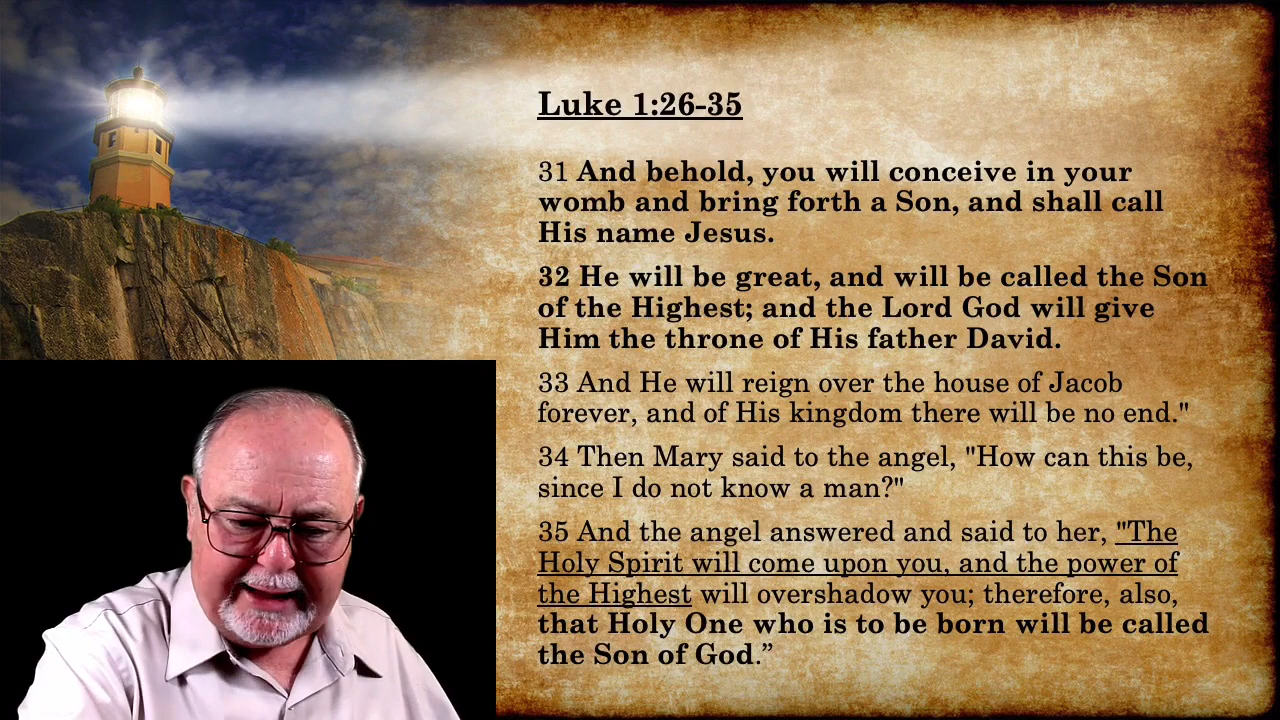 Luke 1:26-35
31 And behold, you will conceive in your
womb and bring forth a Son, and shall call
His name Jesus.
32 He will be great, and will be called the Son
of the Highest; and the Lord God will give
Him the throne of His father David.
33 And He will reign over the house of Jacob
forever, and of His kingdom there will be no end."
34 Then Mary said to the angel, "How can this be,
since I do not know a man?"
35 And the angel answered and said to her, "The
Holy Spirit will come upon you, and the power of
the Highest will overshadow you; therefore, also,
that Holy One who is to be born will be called
the Son of God.”